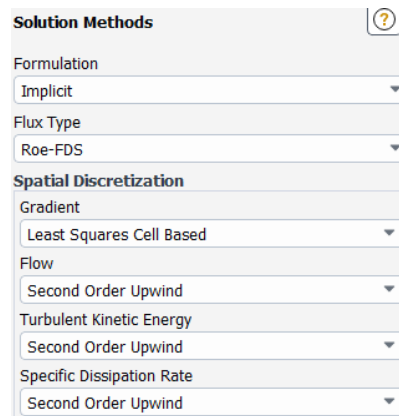 Solution Methods
?
Formulation
Implicit
Flux Type
Roe-FDS
Spatial Discretization
Gradient
Least Squares Cell Based
Flow
Second Order Upwind
Turbulent Kinetic Energy
Second Order Upwind
Specific Dissipation Rate
Second Order Upwind